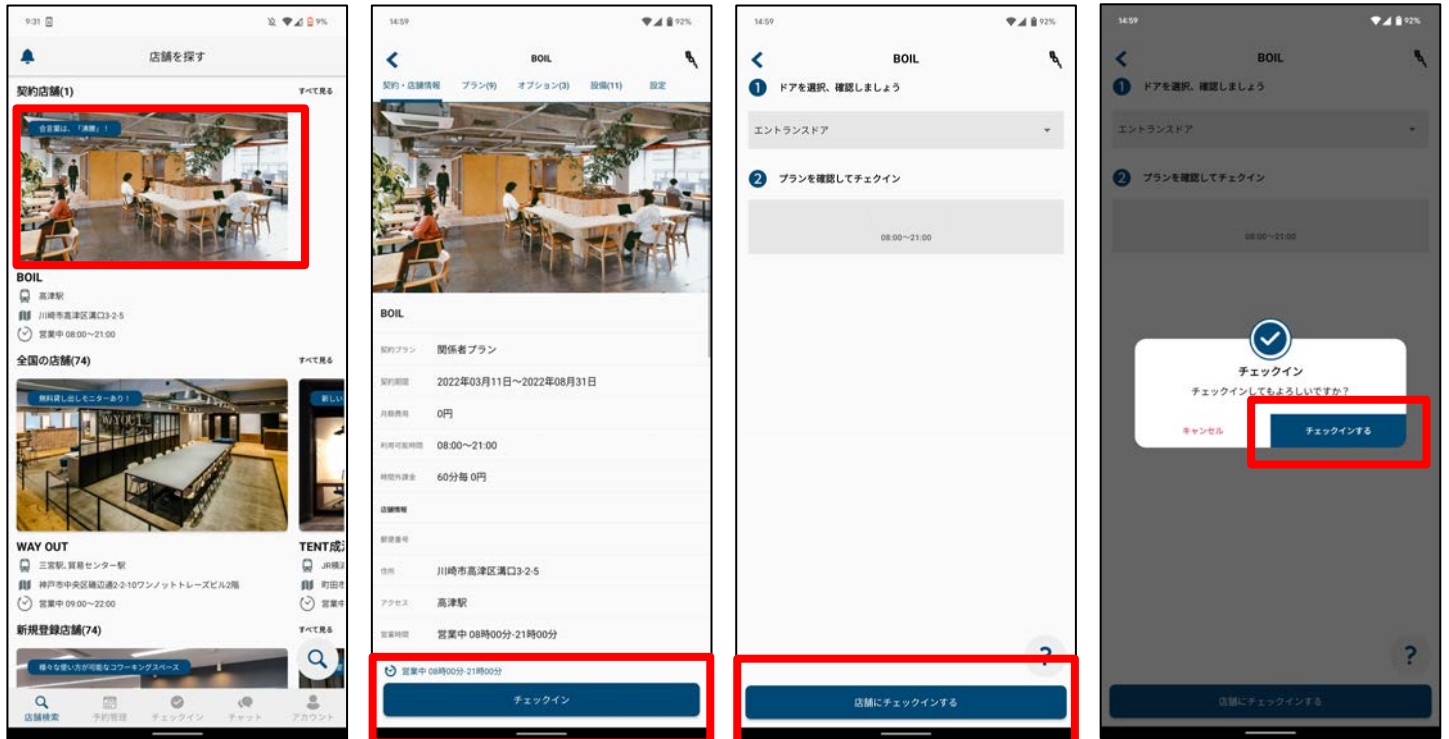 9:31
9%
店舗を探す
契約店舗(1)
すべて見る
合言葉は、「沸騰」!
BOIL
高津駅
川崎市高津区溝口3-2-5
営業中 08:00～21:00
全国の店舗(74)
すべて見る
無料貸し出しモニターあり!
新しい
WAY OUT
三宮駅、貿易センター駅
神戸市中央区磯辺通2-2-10ワンノットトレーズビル2階
営業中 09:00～22:00
TENT成
JR横
町田市
営業中
新規登録店舗(74)
すべて見る
様々な使い方が可能なコワーキングスペース
店舗検索
予約管理
チェックイン
チャット
アカウント
14:59
92%
BOIL
契約・店舗情報
プラン(9)
オプション(3)
設備(11)
設定
BOIL
契約プラン
関係者プラン
契約期間
2022年03月11日～2022年08月31日
月額費用
0円
利用可能時間
08:00～21:00
時間外課金
60分毎 0円
店舗情報
郵便番号
住所
川崎市高津区溝口3-2-5
アクセス
高津駅
営業時間
営業中 08時00分-21時00分
営業中 08時00分-21時00分
チェックイン
14:59
92%
BOIL
1 ドアを選択、確認しましょう
エントランスドア
2 プランを確認してチェクイン
08:00～21:00
?
店舗にチェックインする
14:59
92%
BOIL
1 ドアを選択、確認しましょう
エントランスドア
2 プランを確認してチェクイン
08:00～21:00
チェックイン
チェックインしてもよろしいですか?
キャンセル
チェックインする
?
店舗にチェックインする